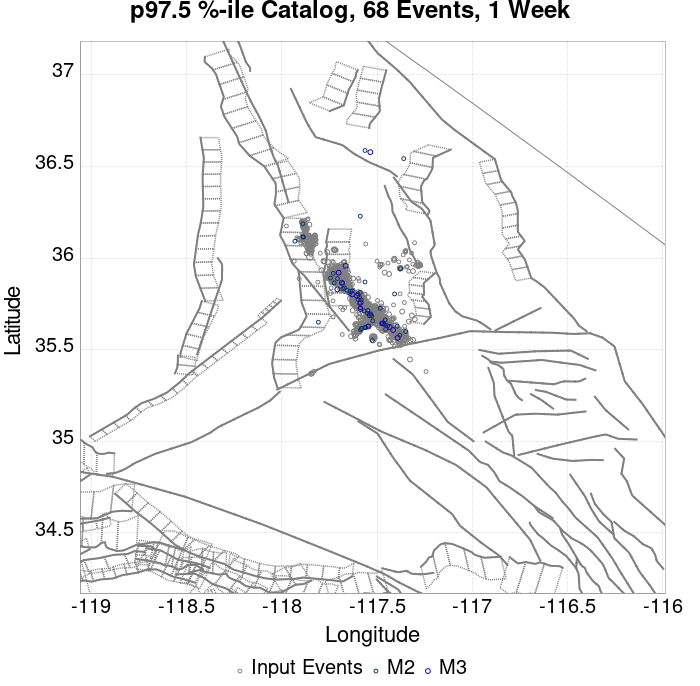 p97.5 %-ile Catalog, 68 Events, 1 Week
37
36.5
36
35.5
35
34.5
Latitude
-119 -118.5 -118 -117.5 -117 -116.5 -116
Longitude
Input Events M2 M3